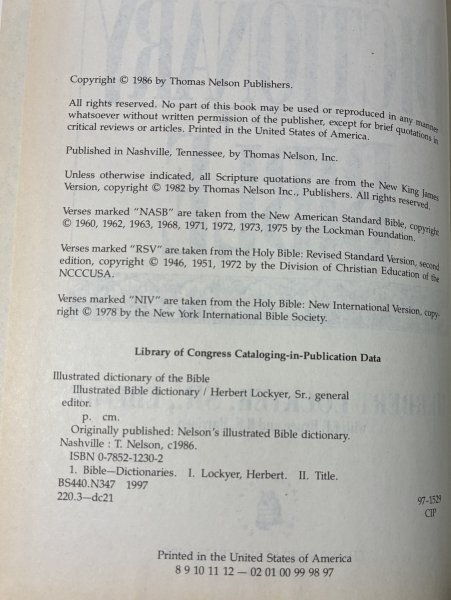 Copyright © 1986 by Thomas Nelson Publishers.
All rights reserved. No part of this book may be used or reproduced in any manner
whatsoever without written permission of the publisher, except for brief quotations in
critical reviews or articles. Printed in the United States of America.
Published in Nashville, Tennessee, by Thomas Nelson, Inc.
Unless otherwise indicated, all Scripture quotations are from the New King James
Version, copyright © 1982 by Thomas Nelson Inc., Publishers. All rights reserved.
Verses marked "NASB" are taken from the New American Standard Bible, copyright
© 1960, 1962, 1963, 1968, 1971, 1972, 1973, 1975 by the Lockman Foundation.
Verses marked "RSV" are taken from the Holy Bible: Revised Standard Version, second
edition, copyright © 1946, 1951, 1972 by the Division of Christian Education of the
NCCCUSA.
Verses marked "NIV" are taken from the Holy Bible: New International Version, copy-
right © 1978 by the New York International Bible Society.
Library of Congress Cataloging-in-Publication Data
Illustrated dictionary of the Bible
Illustrated Bible dictionary / Herbert Lockyer, Sr., general
editor.
p. cm.
Originally published: Nelson's illustrated Bible dictionary.
Nashville : T. Nelson, c1986.
ISBN 0-7852-1230-2
1. Bible—Dictionaries. I. Lockyer, Herbert. II. Title.
BS440.N347 1997
220.3—dc21
97-1529
CIP
Printed in the United States of America
8 9 10 11 12 — 02 01 00 99 98 97